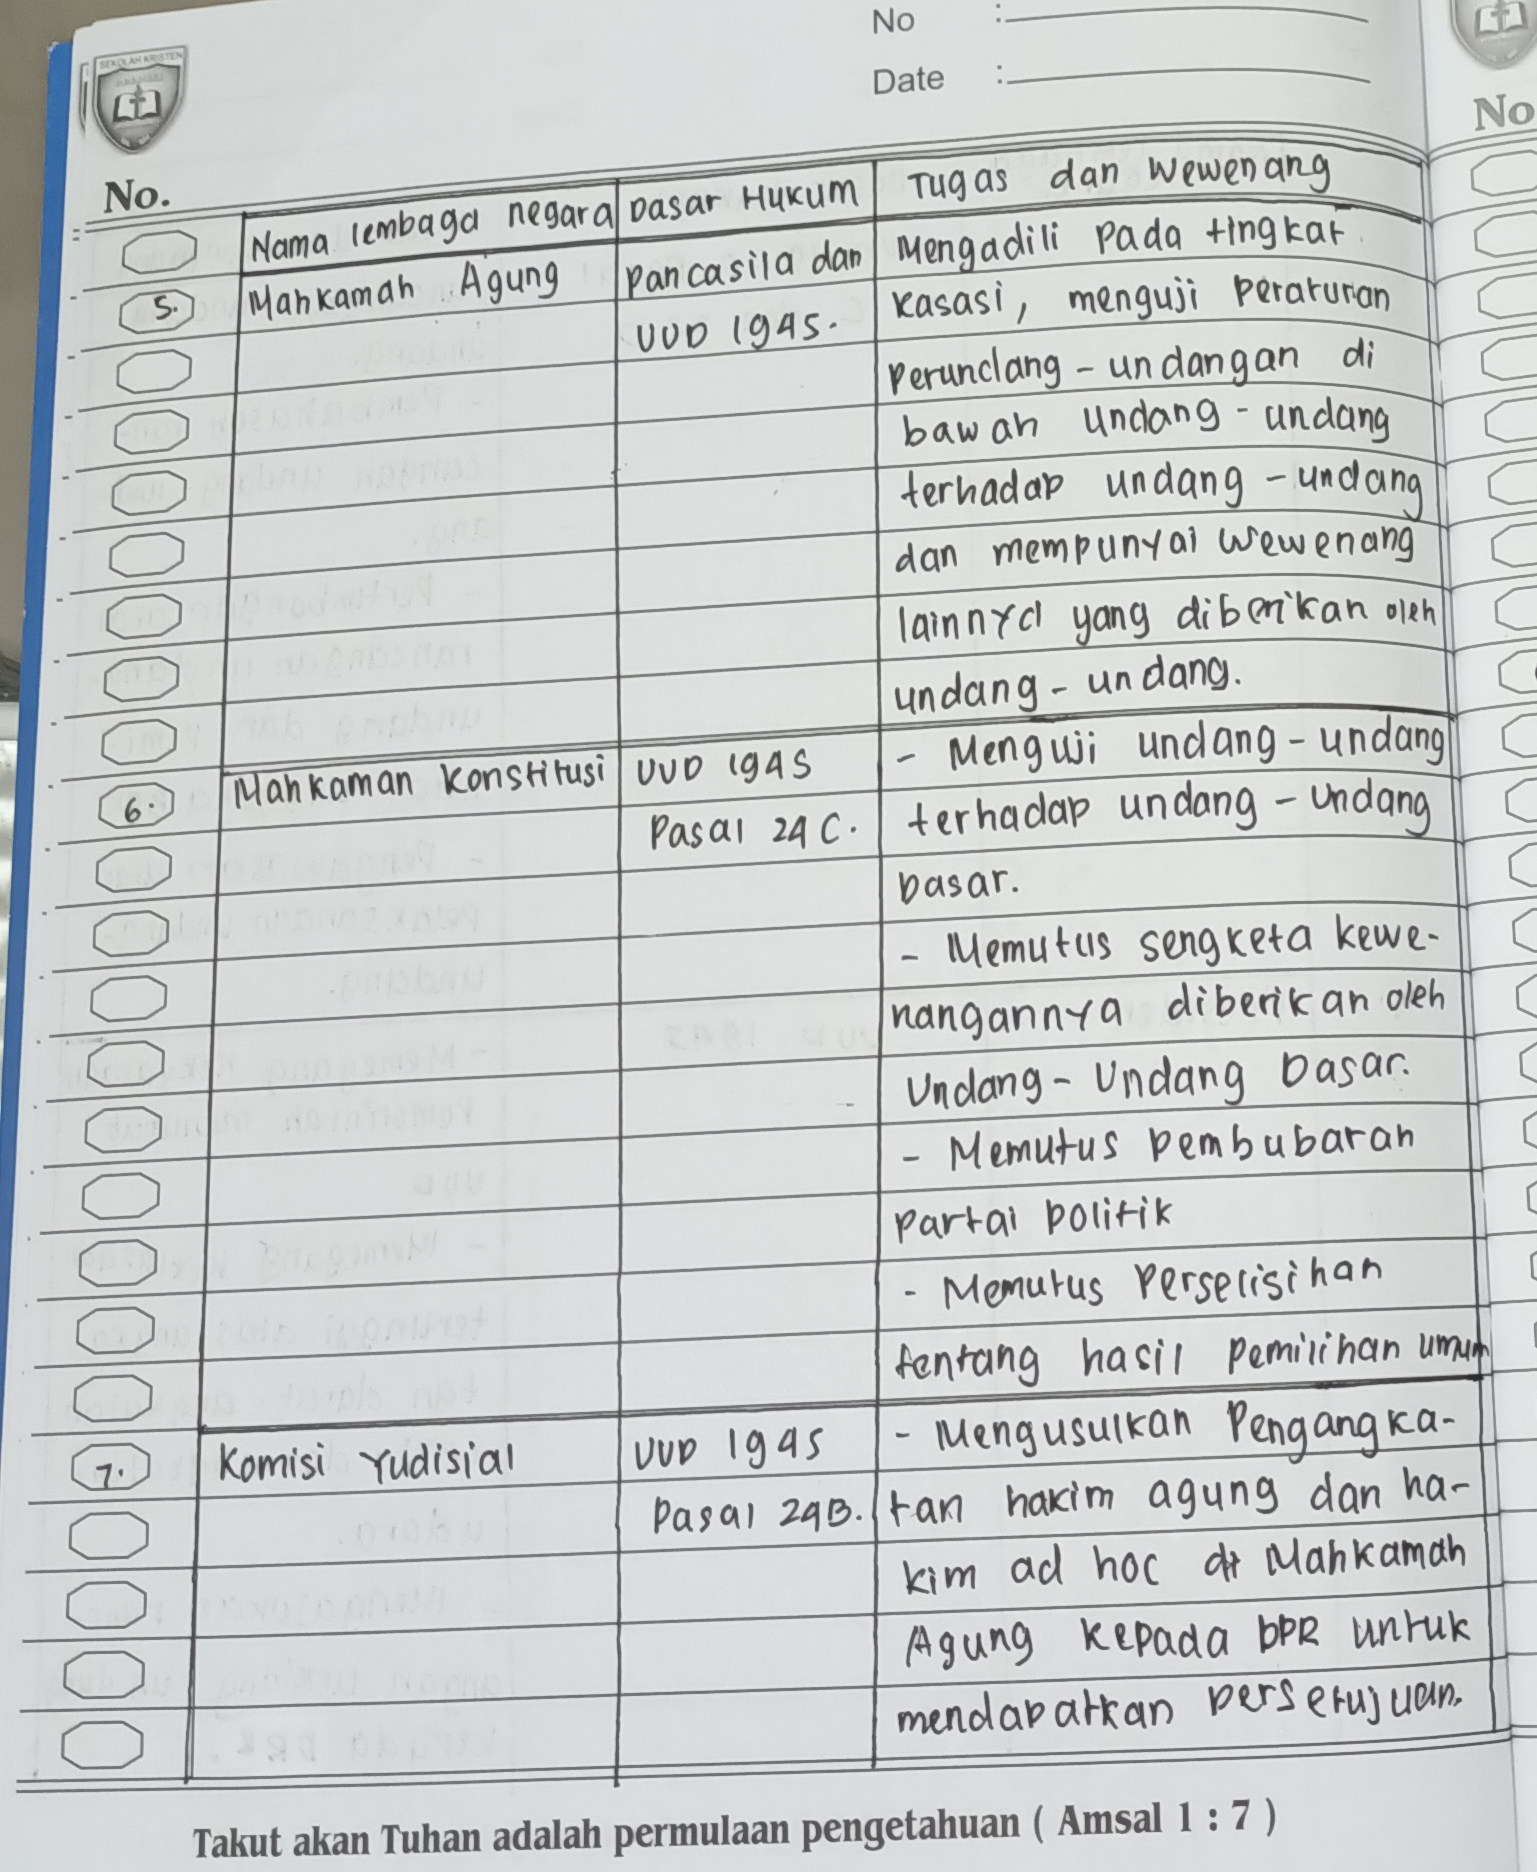 No :
Date :
SEKOLAH KRISTEN
No
No.
Nama lembaga negara Dasar Hukum Tugas dan wewenang
5. Mahkamah Agung Pancasila dan Mengadili Pada tingkat
UUD 1945. kasasi, menguji Peraturan
Perundang - undangan di
bawah undang - undang
terhadap undang - undang
dan mempunyai wewenang
lainnya yang diberikan oleh
undang - undang.
6. Mahkamah Konstitusi UUD 1945 - Menguji undang - undang
Pasal 24 C. terhadap undang - undang
Dasar.
- Memutus sengketa kewe-
nangannya diberikan oleh
Undang - Undang Dasar.
- Memutus Pembubaran
Partai Politik
- Memutus Perselisihan
tentang hasil Pemilihan umum
7. Komisi Yudisial UUD 1945 - Mengusulkan Pengangka-
Pasal 24B. tan hakim agung dan ha-
kim ad hoc di Mahkamah
Agung kepada DPR untuk
mendapatkan Persetujuan.
Takut akan Tuhan adalah permulaan pengetahuan ( Amsal 1 : 7 )